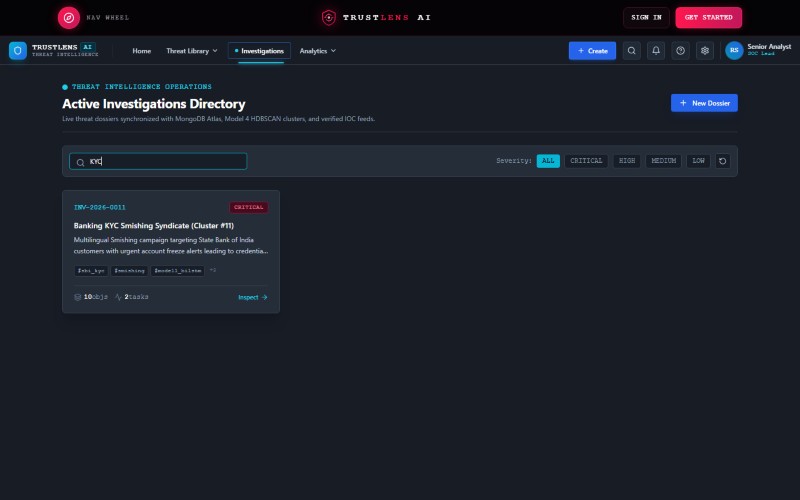 NAV WHEEL
TRUSTLENS AI
SIGN IN
GET STARTED
TRUSTLENS AI
THREAT INTELLIGENCE
Home
Threat Library
Investigations
Analytics
+ Create
RS
Senior Analyst
SOC Lead
THREAT INTELLIGENCE OPERATIONS
Active Investigations Directory
Live threat dossiers synchronized with MongoDB Atlas, Model 4 HDBSCAN clusters, and verified IOC feeds.
+ New Dossier
KYC
Severity:
ALL
CRITICAL
HIGH
MEDIUM
LOW
INV-2026-0011
CRITICAL
Banking KYC Smishing Syndicate (Cluster #11)
Multilingual Smishing campaign targeting State Bank of India
customers with urgent account freeze alerts leading to credentia...
$sbi_kyc
$smishing
10objs
2tasks
Inspect →